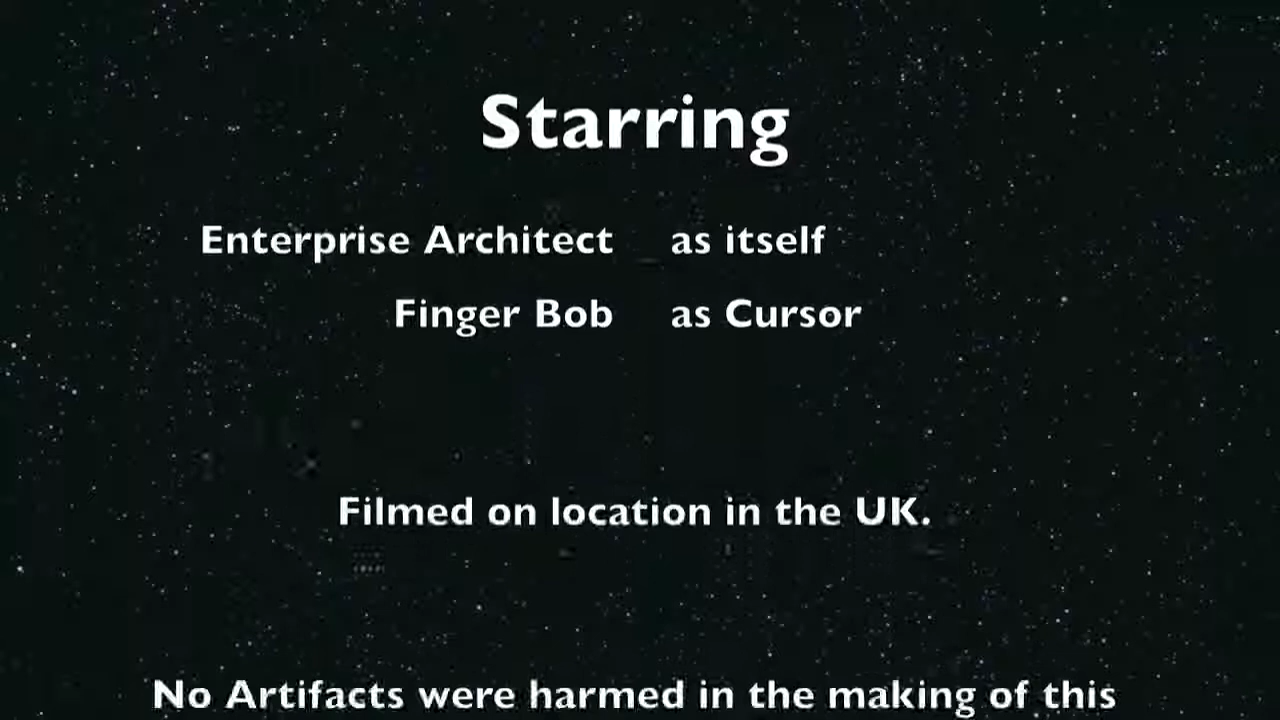 Starring
Enterprise Architect as itself
Finger Bob as Cursor
Filmed on location in the UK.
No Artifacts were harmed in the making of this